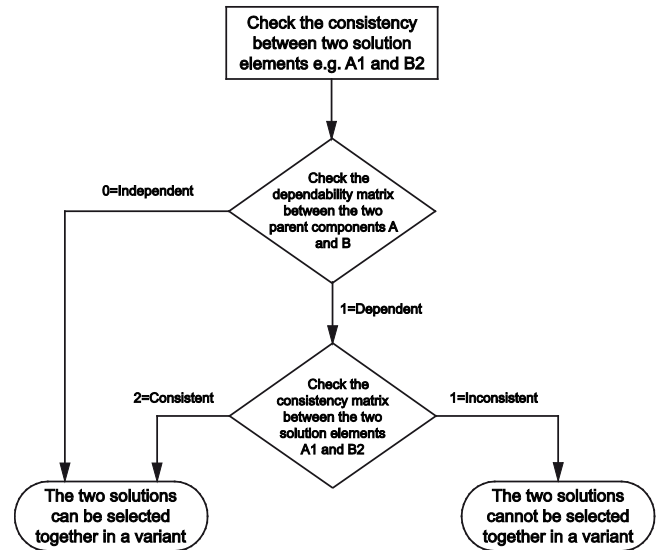 Check the consistency
between two solution
elements e.g. A1 and B2
0=Independent
Check the
dependability matrix
between the two
parent components A
and B
1=Dependent
2=Consistent
Check the
consistency matrix
between the two
solution elements
A1 and B2
1=Inconsistent
The two solutions
can be selected
together in a variant
The two solutions
cannot be selected
together in a variant